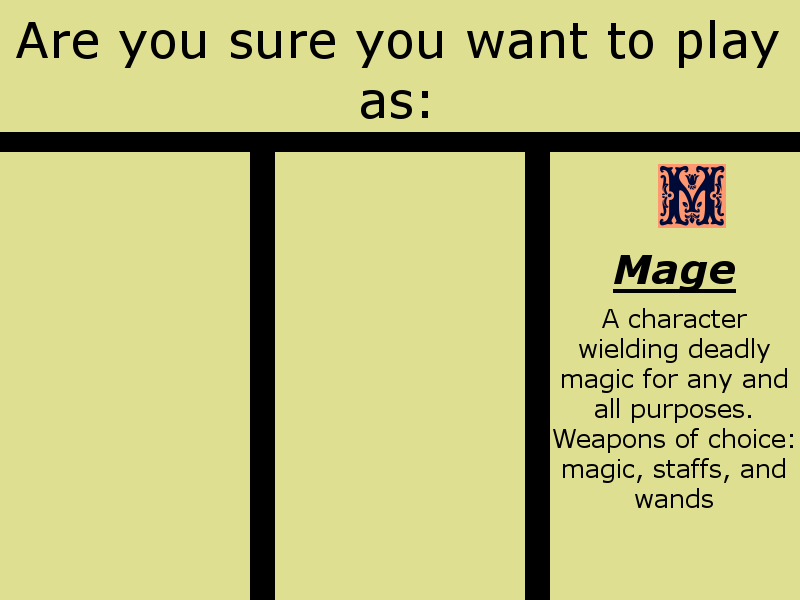 Are you sure you want to play
as:
M
Mage
A character
wielding deadly
magic for any and
all purposes.
Weapons of choice:
magic, staffs, and
wands